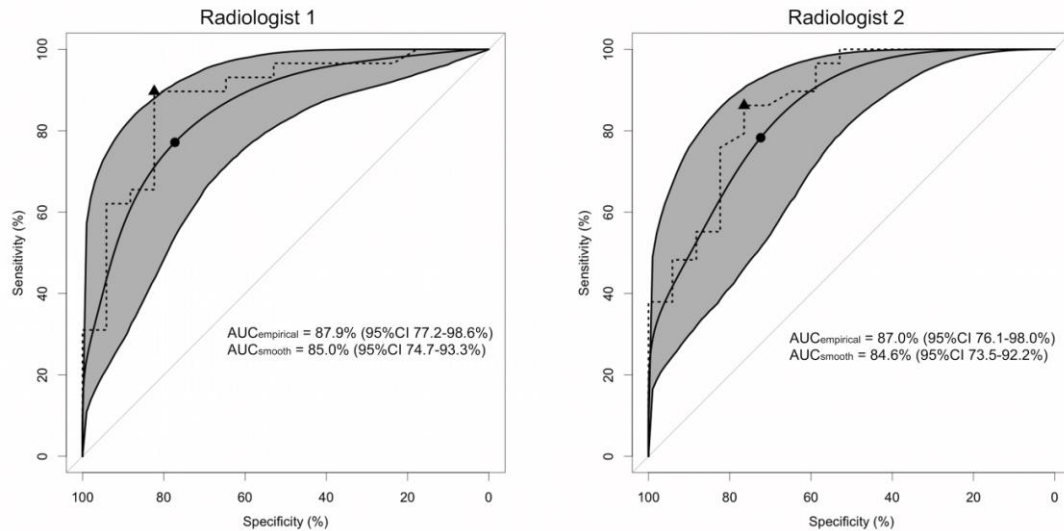 Radiologist 1
100
80
60
40
20
0
Sensitivity (%)
AUCempirical = 87.9% (95%CI 77.2-98.6%)
AUCsmooth = 85.0% (95%CI 74.7-93.3%)
100 80 60 40 20 0
Specificity (%)
Radiologist 2
100
80
60
40
20
0
Sensitivity (%)
AUCempirical = 87.0% (95%CI 76.1-98.0%)
AUCsmooth = 84.6% (95%CI 73.5-92.2%)
100 80 60 40 20 0
Specificity (%)